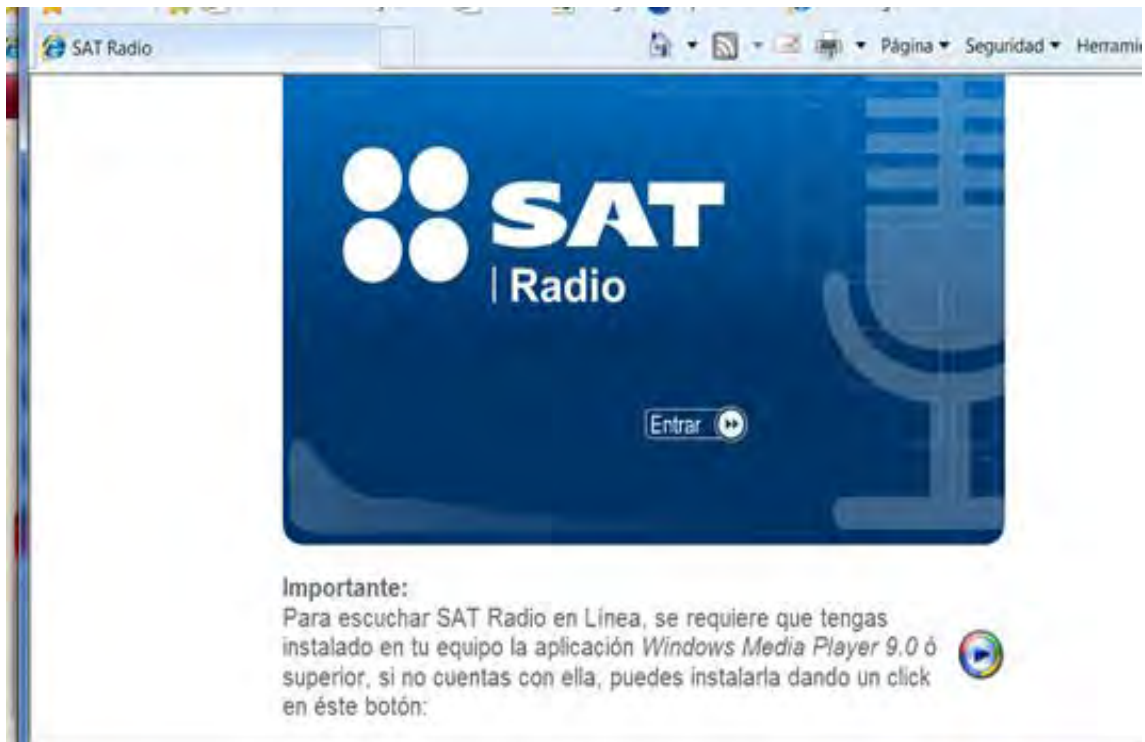 SAT Radio
Página
Seguridad
SAT
Radio
Entrar
Importante:
Para escuchar SAT Radio en Línea, se requiere que tengas
instalado en tu equipo la aplicación Windows Media Player 9.0 ó
superior, si no cuentas con ella, puedes instalarla dando un click
en éste botón: